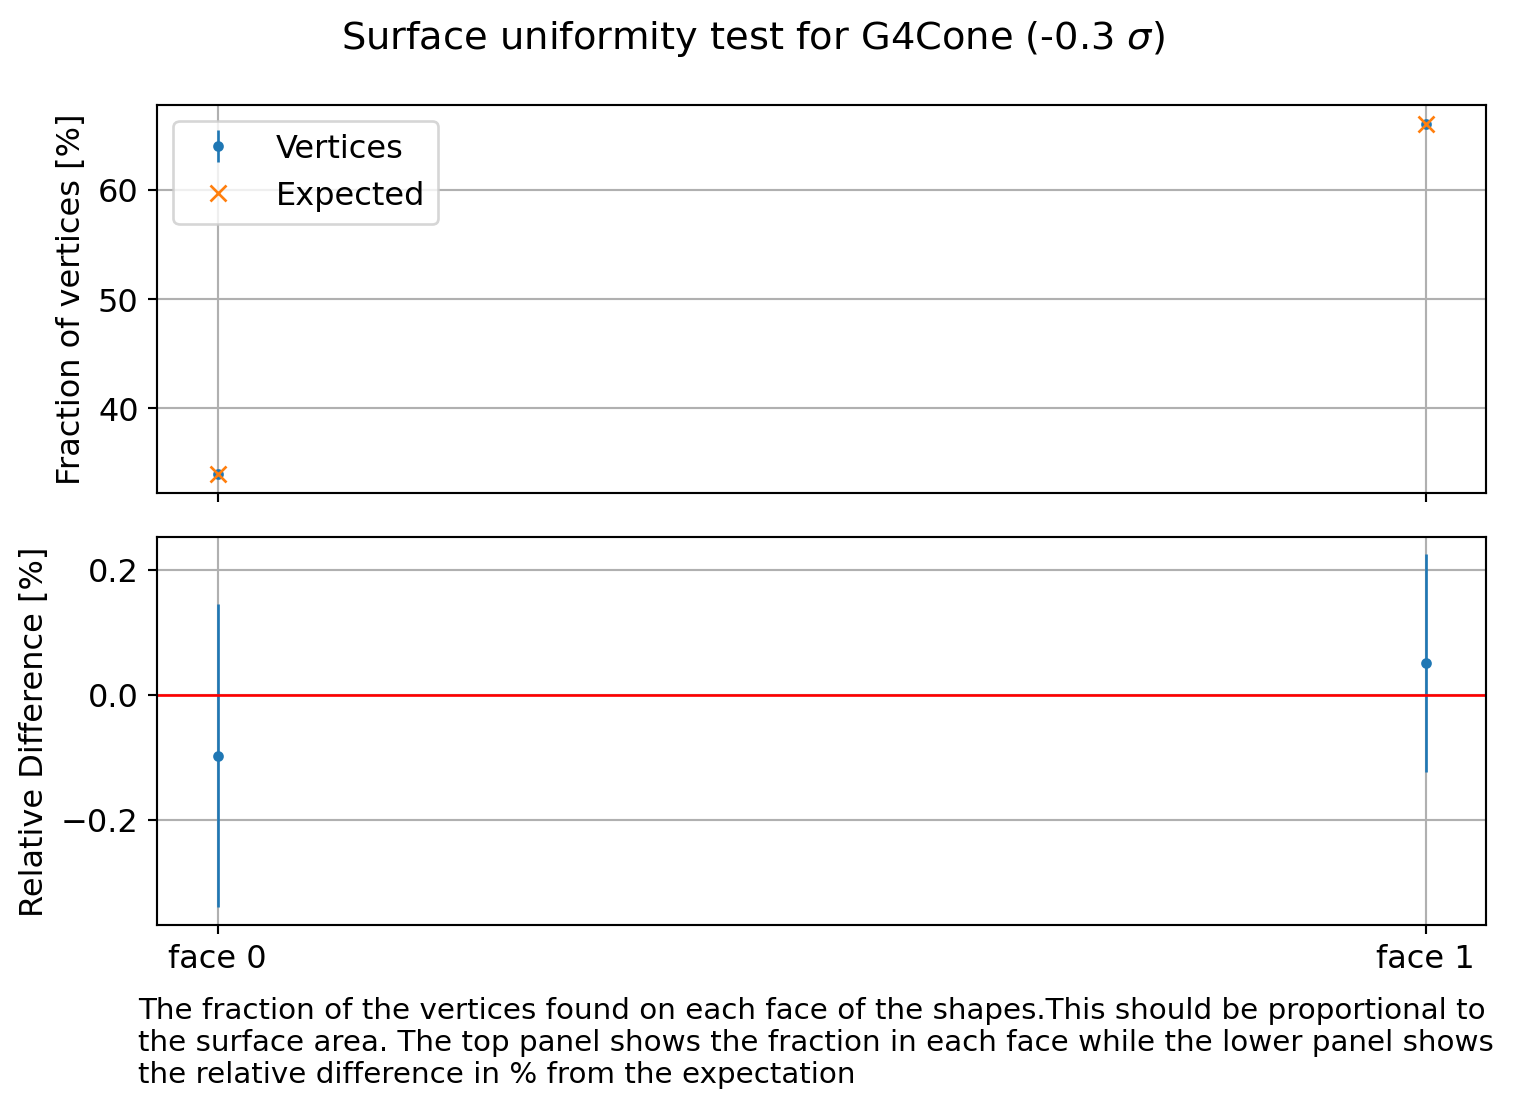 Surface uniformity test for G4Cone (-0.3 σ)
Fraction of vertices [%]
60
50
40
Vertices
Expected
Relative Difference [%]
0.2
0.0
−0.2
face 0
face 1
The fraction of the vertices found on each face of the shapes.This should be proportional to
the surface area. The top panel shows the fraction in each face while the lower panel shows
the relative difference in % from the expectation